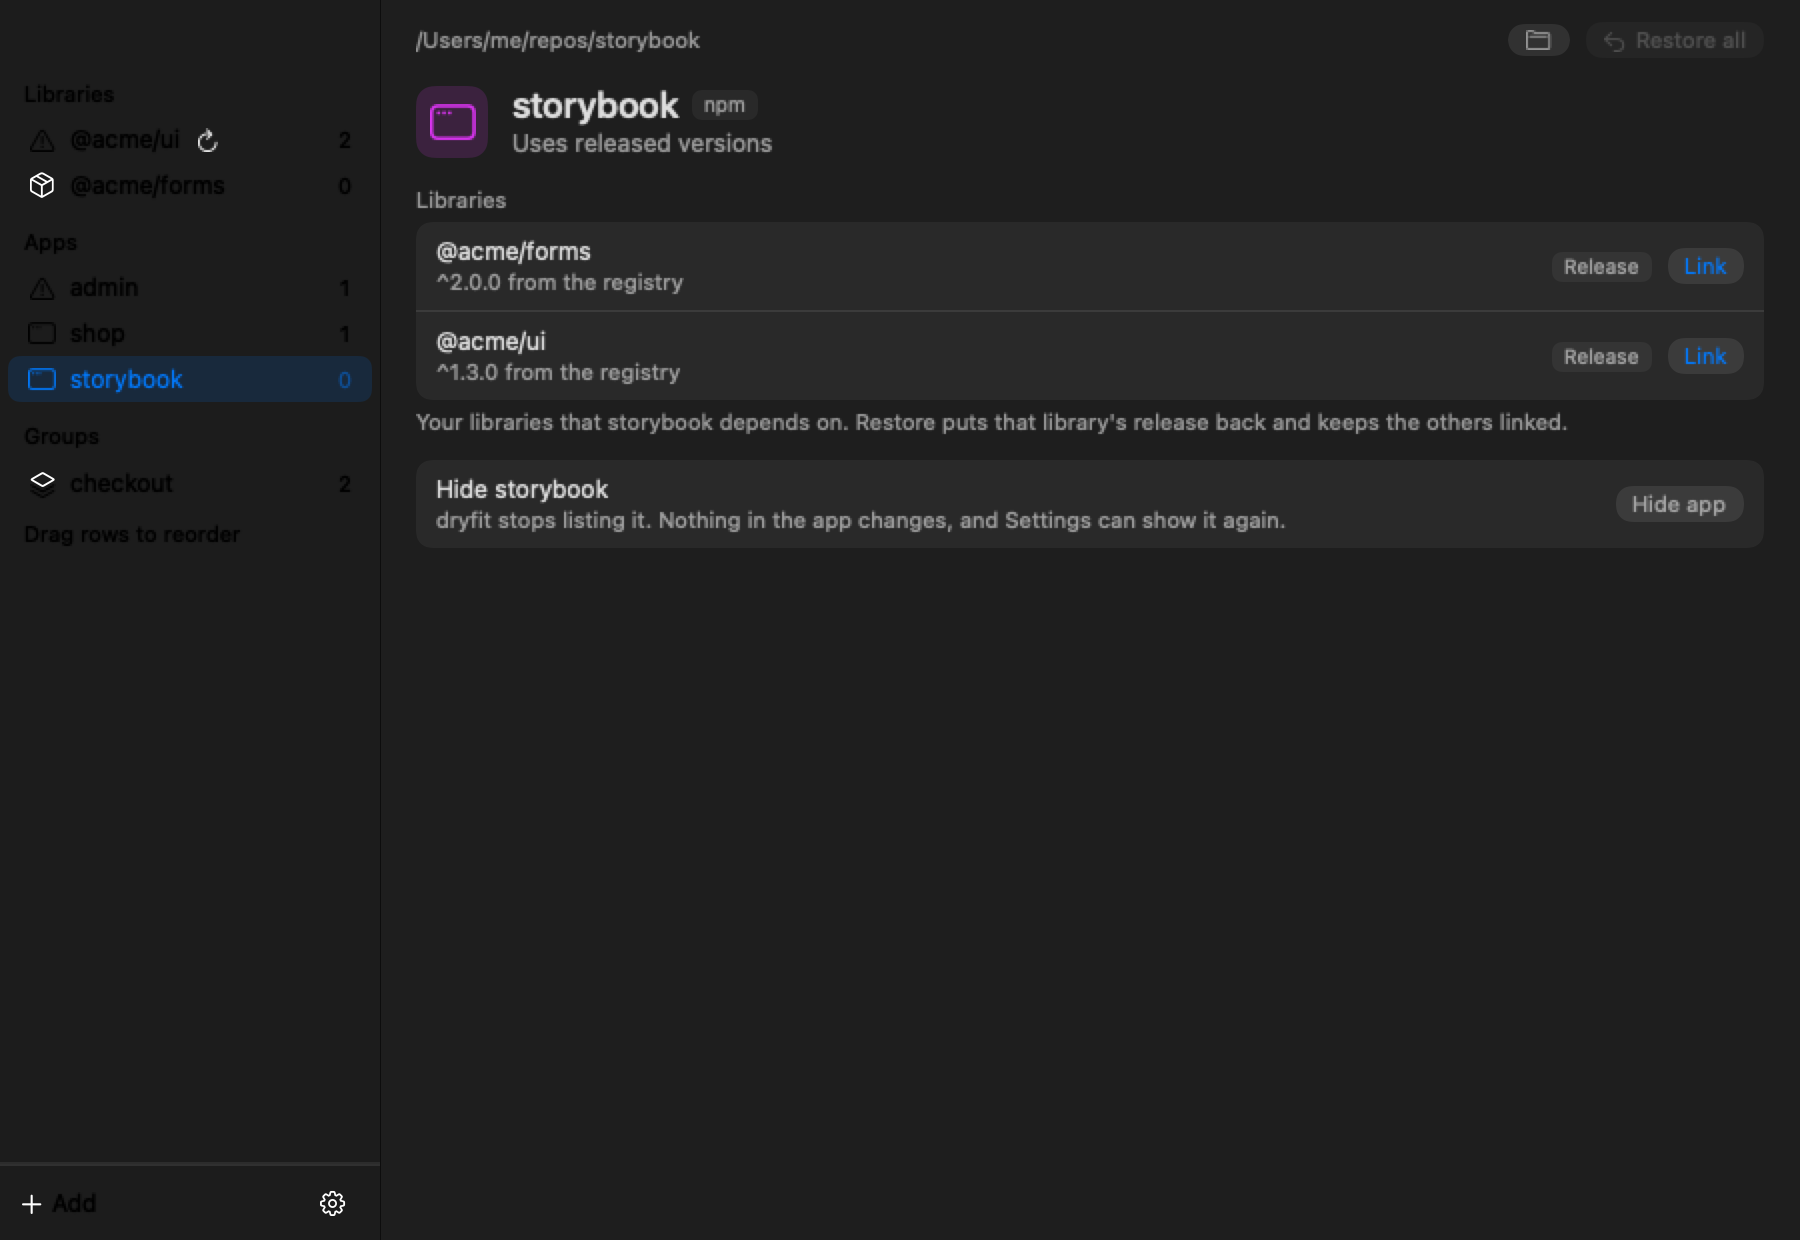 Libraries
@acme/ui 2
@acme/forms 0
Apps
admin 1
shop 1
storybook 0
Groups
checkout 2
Drag rows to reorder
Add
/Users/me/repos/storybook
Restore all
storybook npm
Uses released versions
Libraries
@acme/forms
^2.0.0 from the registry
Release Link
@acme/ui
^1.3.0 from the registry
Release Link
Your libraries that storybook depends on. Restore puts that library's release back and keeps the others linked.
Hide storybook
dryfit stops listing it. Nothing in the app changes, and Settings can show it again.
Hide app